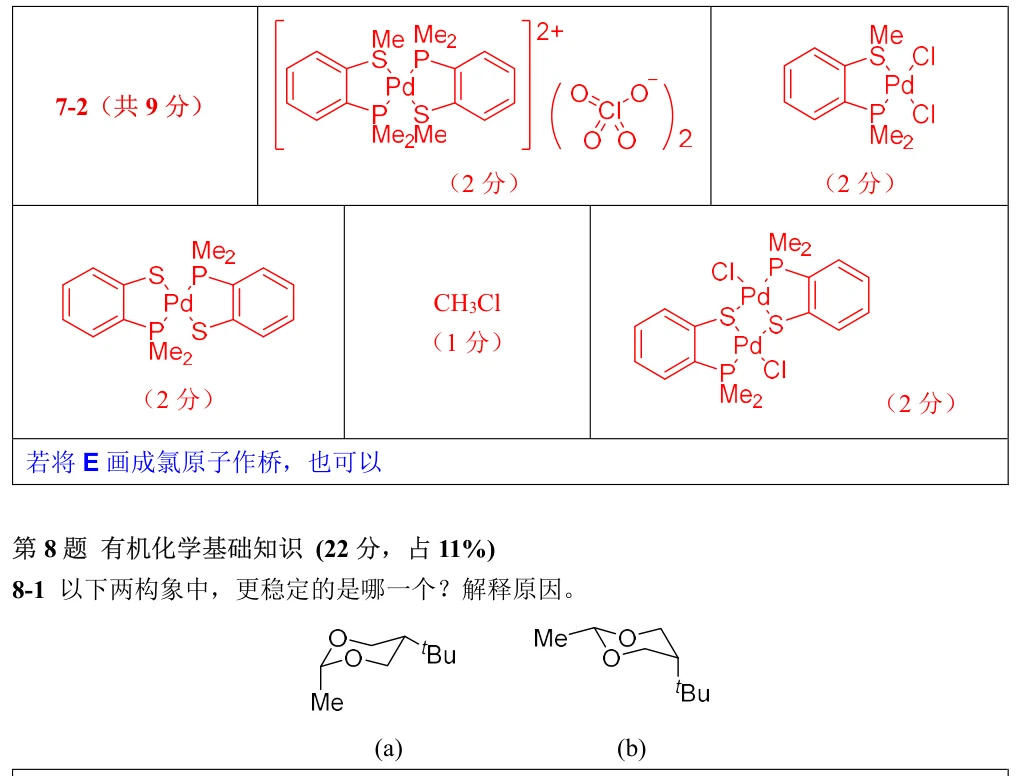 7-2（共 9 分）
SMe PMe2 Pd PMe2 SMe 2+ (O O Cl O− O)2
（2 分）
Me S Cl Pd Cl P Me2
（2 分）
Me2 S P Pd P S Me2
（2 分）
CH3Cl
（1 分）
Me2 Cl P Pd S S Pd P Cl Me2
（2 分）
若将 E 画成氯原子作桥，也可以
第 8 题 有机化学基础知识 (22 分，占 11%)
8-1 以下两构象中，更稳定的是哪一个？解释原因。
O O tBu Me
Me O O tBu
(a)
(b)